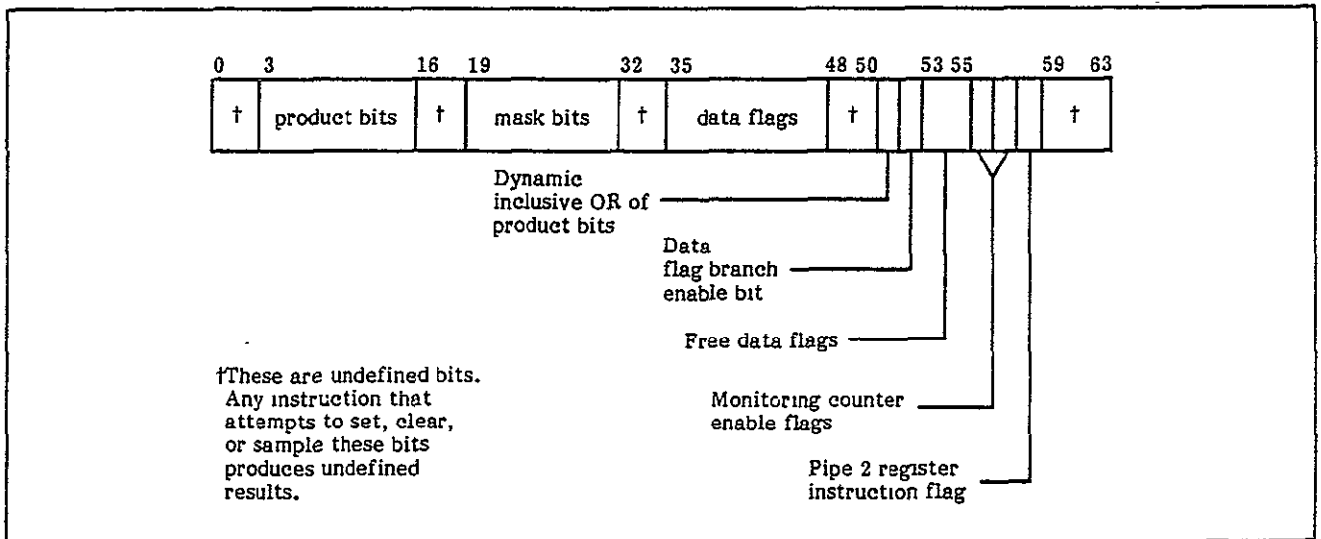 0 3 16 19 32 35 48 50 53 55 59 63
† product bits † mask bits † data flags † †
Dynamic
inclusive OR of
product bits
Data
flag branch
enable bit
Free data flags
†These are undefined bits.
Any instruction that
attempts to set, clear,
or sample these bits
produces undefined
results.
Monitoring counter
enable flags
Pipe 2 register
instruction flag